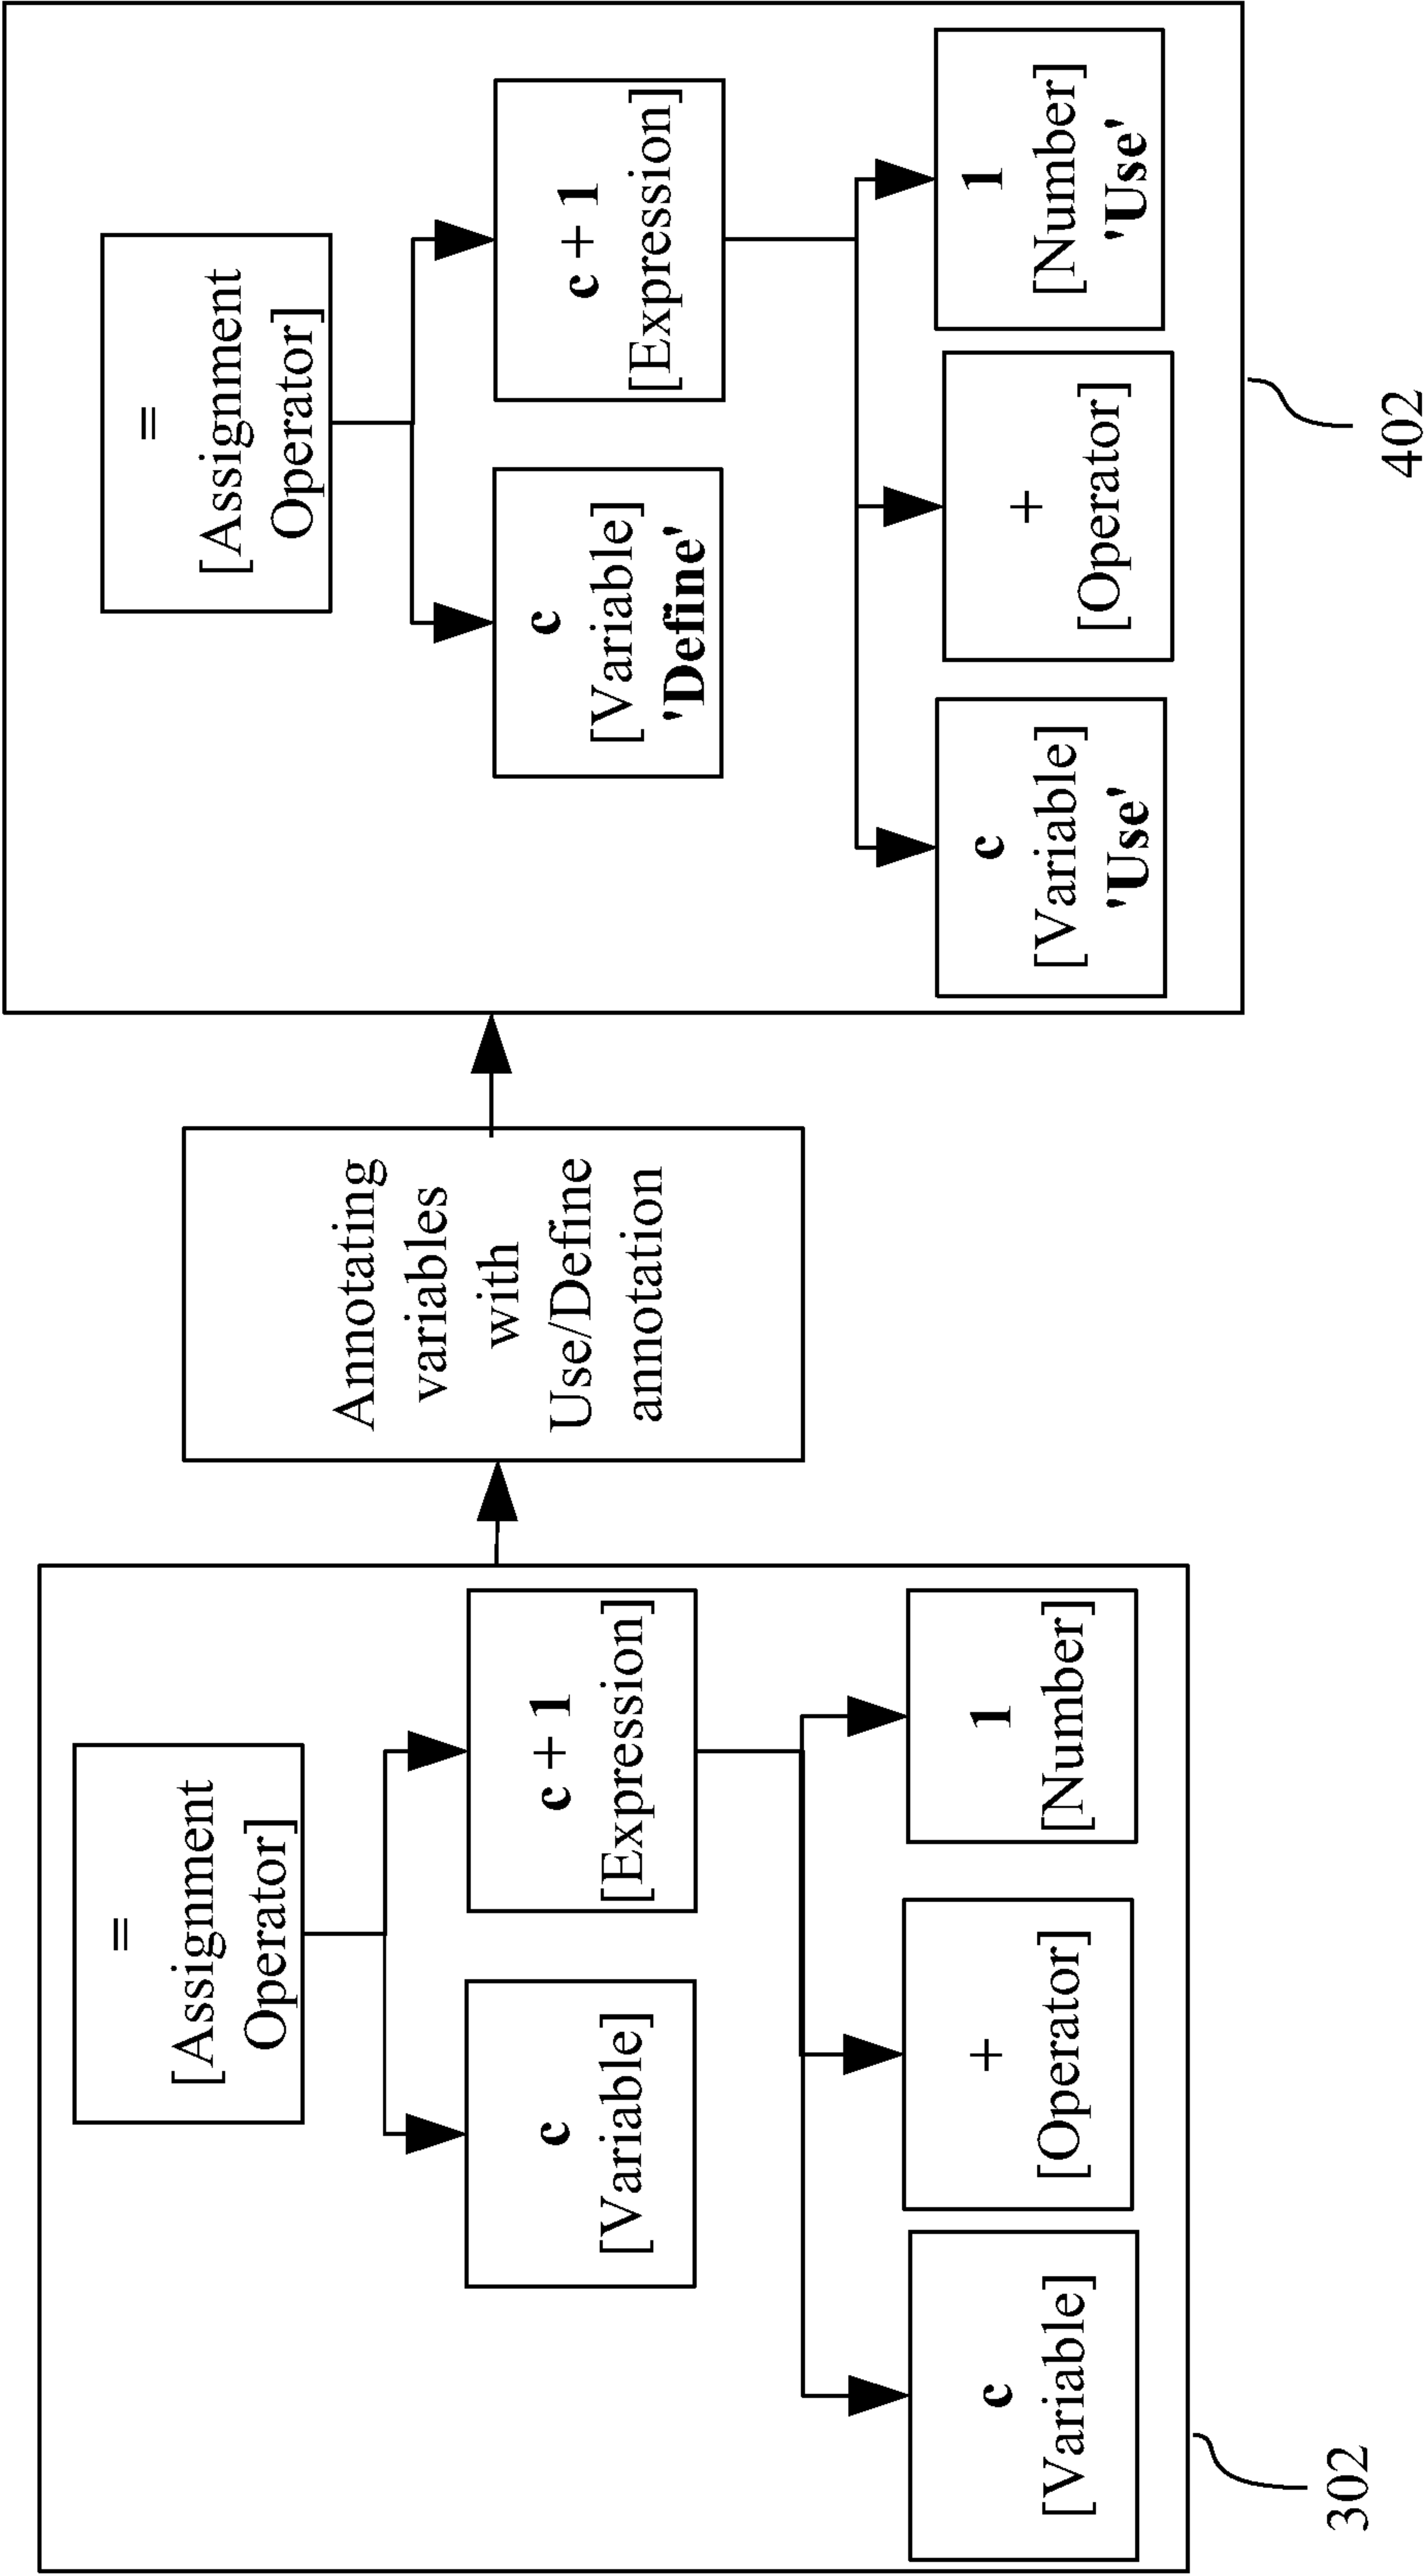 =
[Assignment
Operator]
c
[Variable]
c + 1
[Expression]
c
[Variable]
+
[Operator]
1
[Number]
302
Annotating
variables
with
Use/Define
annotation
=
[Assignment
Operator]
c
[Variable]
'Define'
c + 1
[Expression]
c
[Variable]
'Use'
+
[Operator]
1
[Number]
'Use'
402